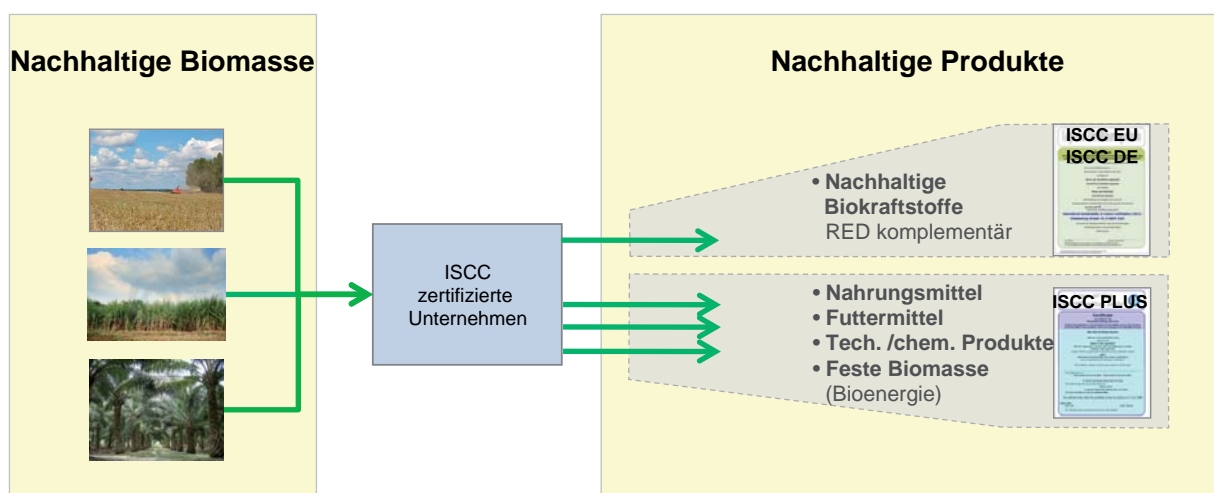 Nachhaltige Biomasse
ISCC
zertifizierte
Unternehmen
Nachhaltige Produkte
• Nachhaltige
Biokraftstoffe
RED komplementär
ISCC EU
ISCC DE
• Nahrungsmittel
• Futtermittel
• Tech. /chem. Produkte
• Feste Biomasse
(Bioenergie)
ISCC PLUS